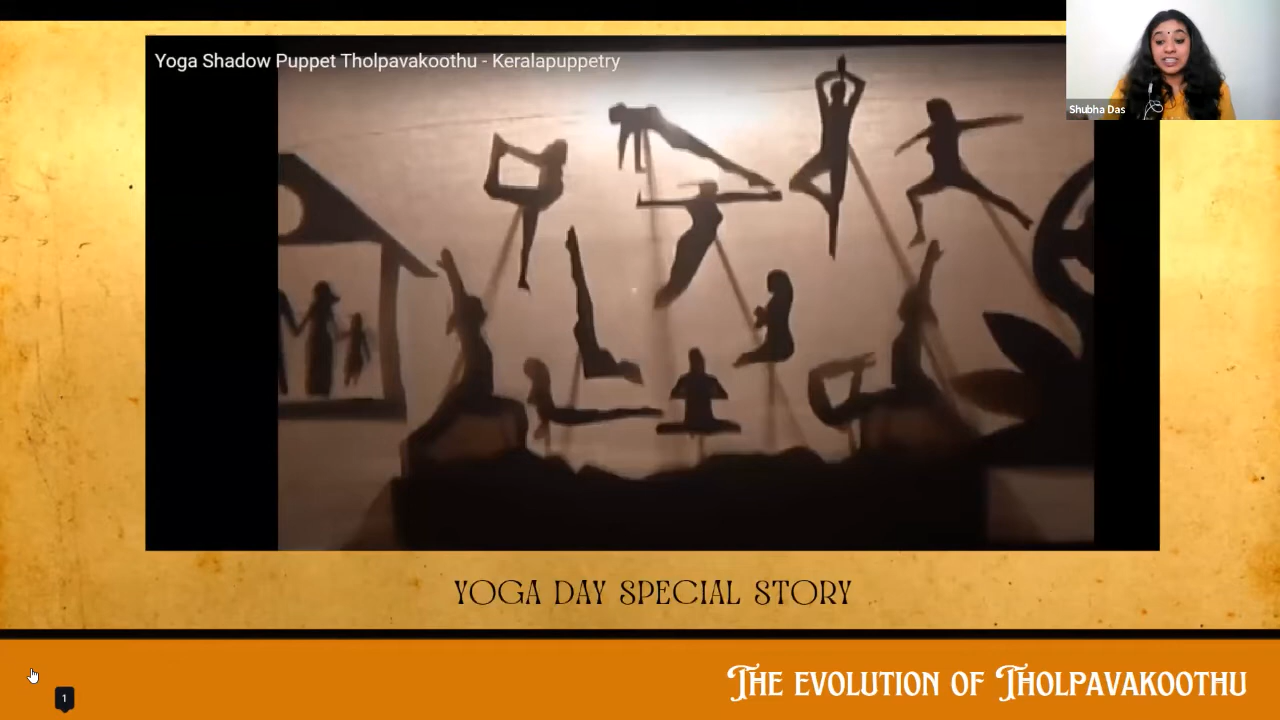 Yoga Shadow Puppet Tholpavakoothu - Keralapuppetry
Shubha Das
YOGA DAY SPECIAL STORY
THE EVOLUTION OF THOLPAVAKOOTHU
1